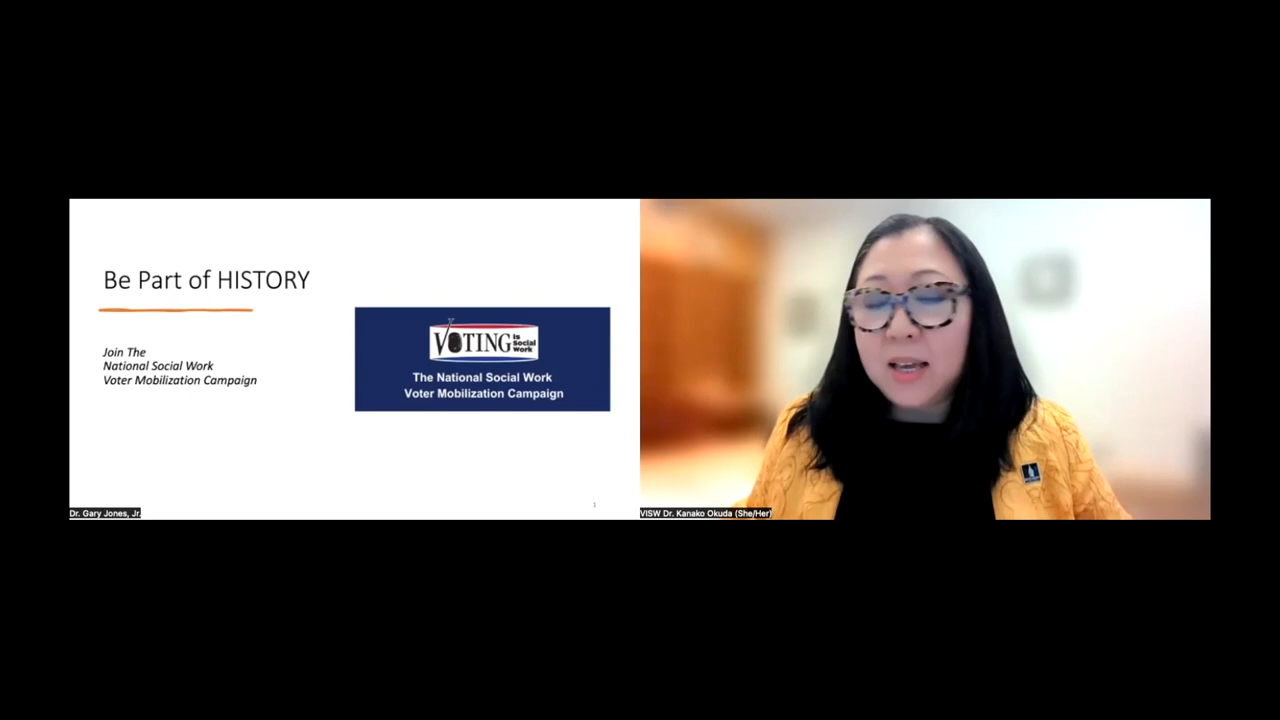 Be Part of HISTORY
Join The
National Social Work
Voter Mobilization Campaign
VOTING is Social Work
The National Social Work
Voter Mobilization Campaign
1
Dr. Gary Jones, Jr.
VISW Dr. Kanako Okuda (She/Her)